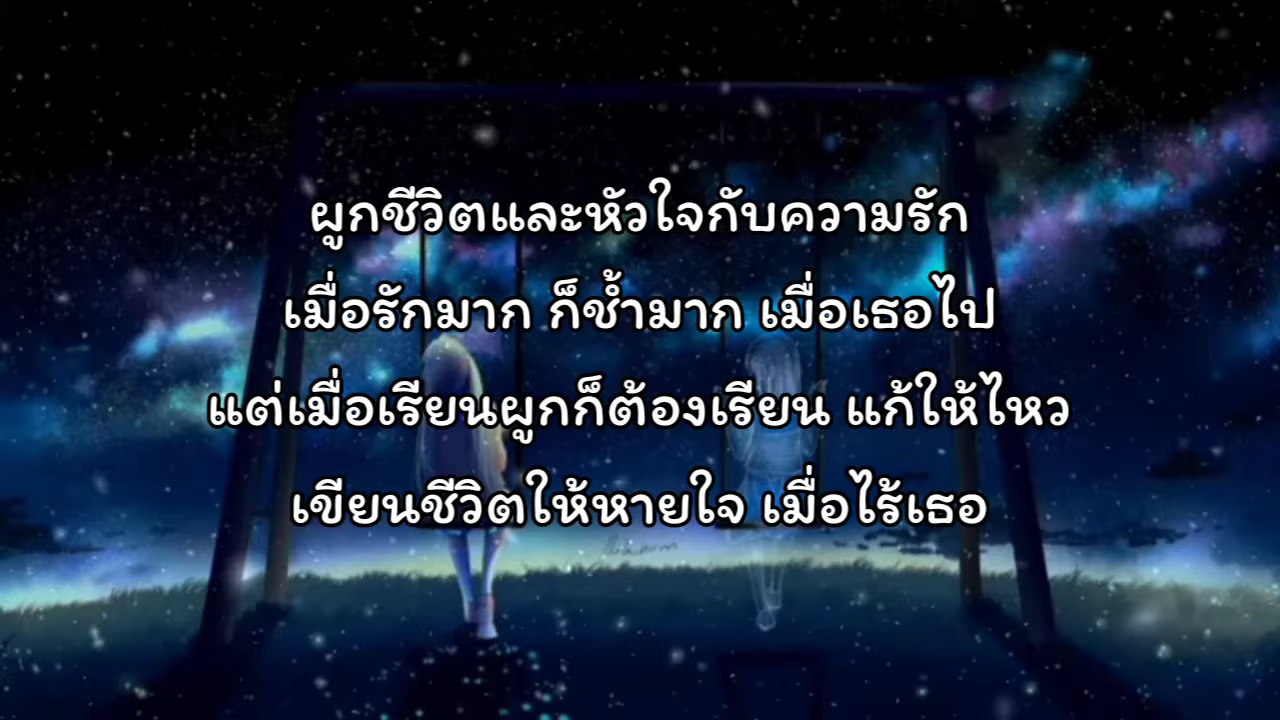 ผูกชีวิตและหัวใจกับความรัก
เมื่อรักมาก ก็ช้ำมาก เมื่อเธอไป
แต่เมื่อเรียนผูกก็ต้องเรียน แก้ให้ไหว
เขียนชีวิตให้หายใจ เมื่อไร้เธอ